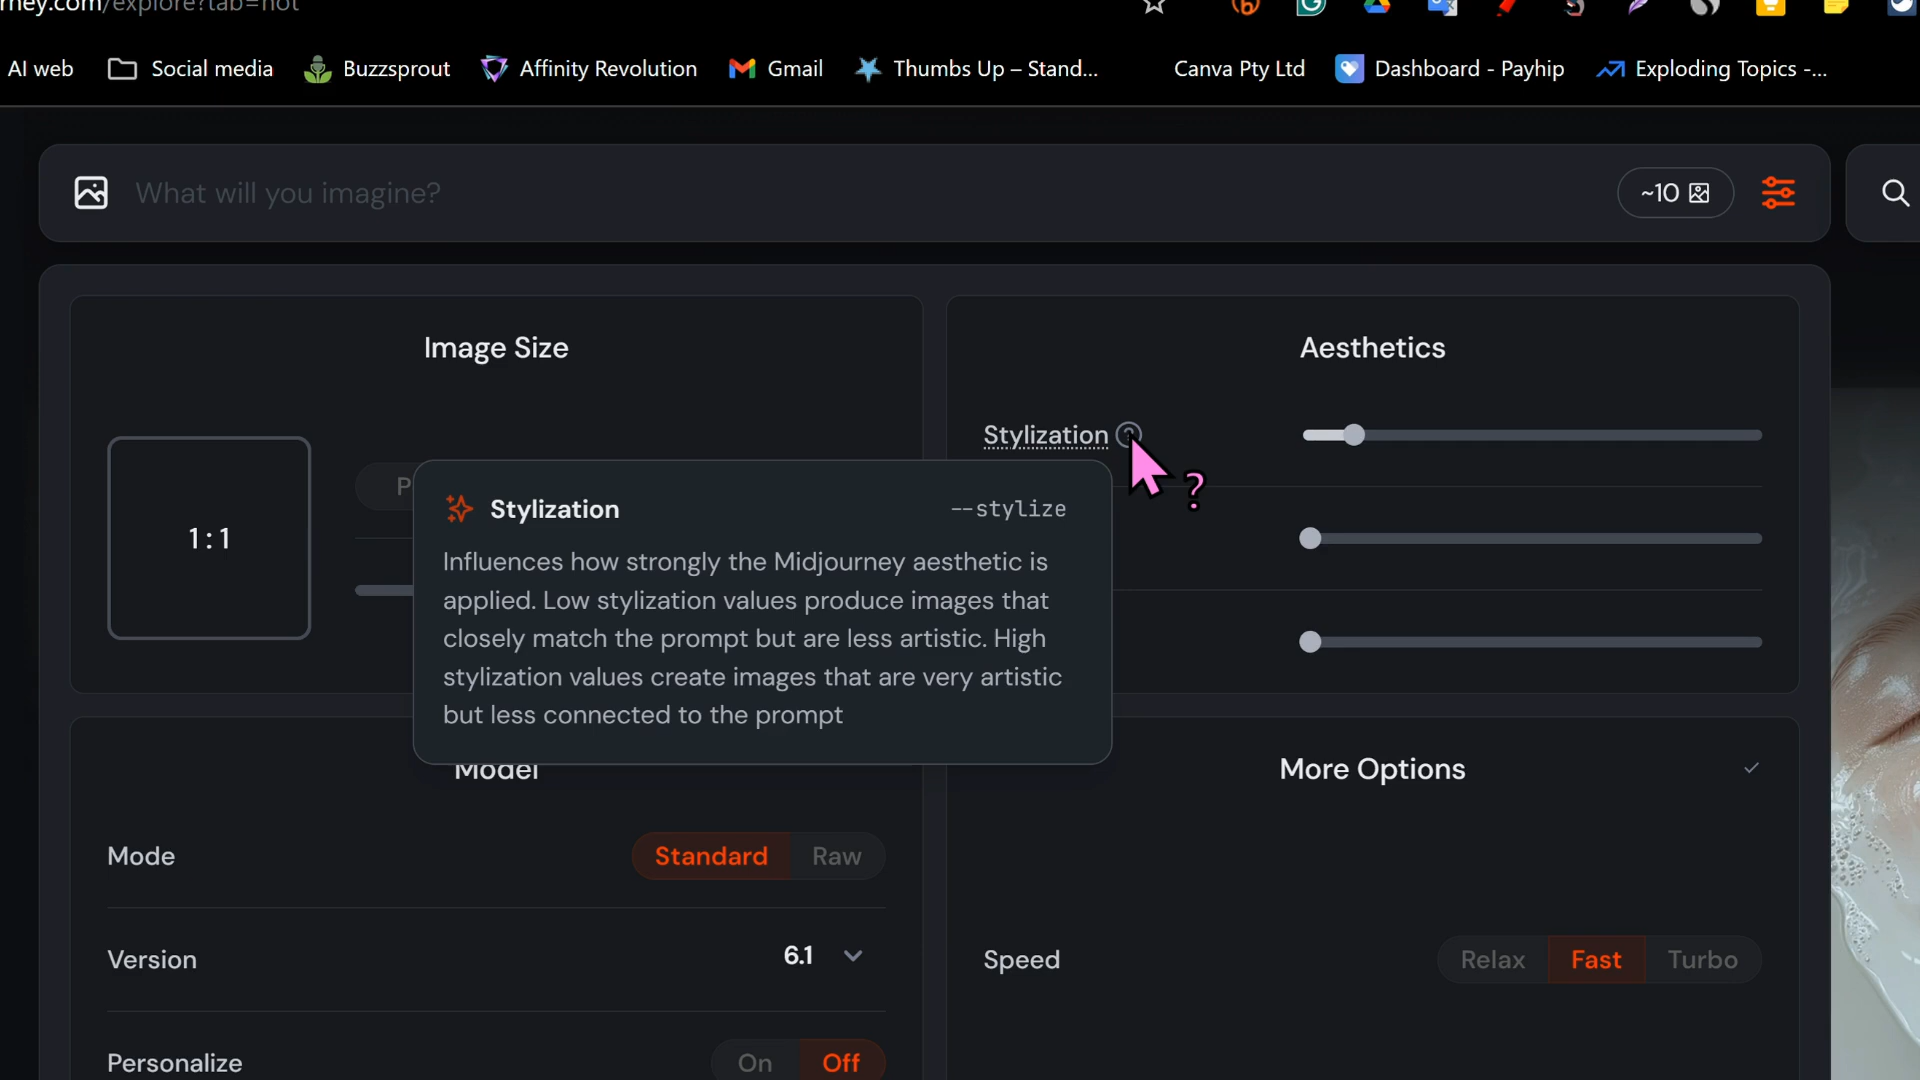 rney.com/explore?tab=hot
AI web Social media Buzzsprout Affinity Revolution Gmail Thumbs Up – Stand... Canva Pty Ltd Dashboard - Payhip Exploding Topics -...
What will you imagine? ~10
Image Size
1:1
P
Aesthetics
Stylization ?
?
Stylization --stylize
Influences how strongly the Midjourney aesthetic is
applied. Low stylization values produce images that
closely match the prompt but are less artistic. High
stylization values create images that are very artistic
but less connected to the prompt
Model
Mode Standard Raw
Version 6.1
Personalize On Off
More Options
Speed Relax Fast Turbo